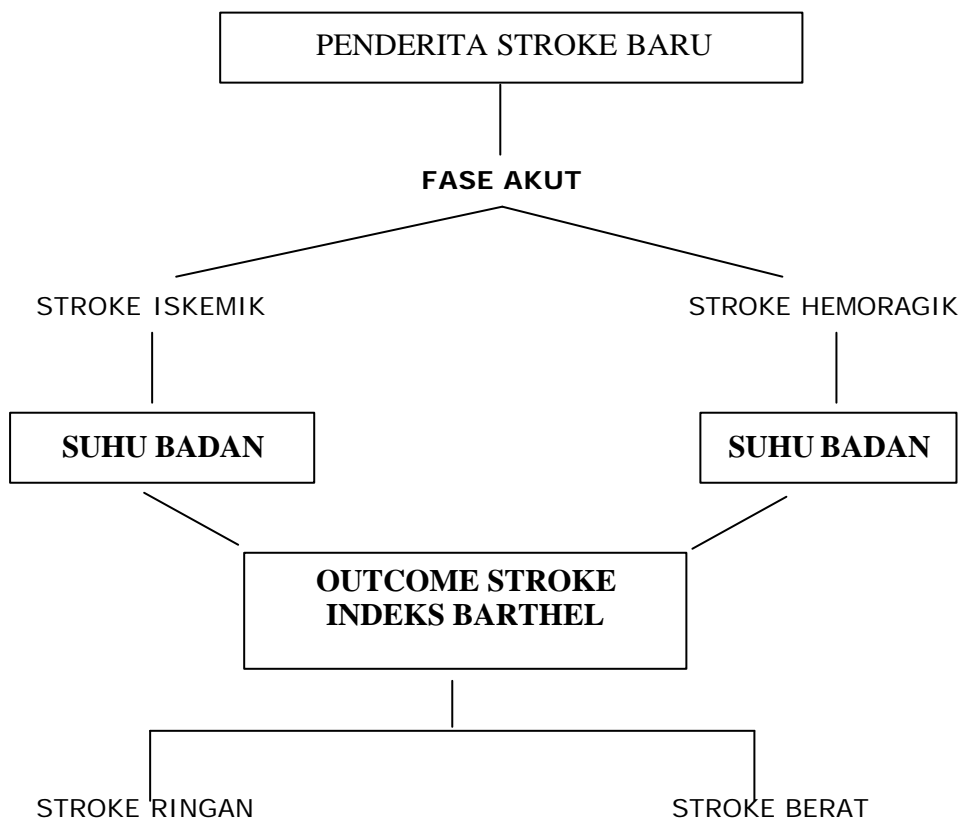 PENDERITA STROKE BARU
FASE AKUT
STROKE ISKEMIK
STROKE HEMORAGIK
SUHU BADAN
SUHU BADAN
OUTCOME STROKE
INDEKS BARTHEL
STROKE RINGAN
STROKE BERAT